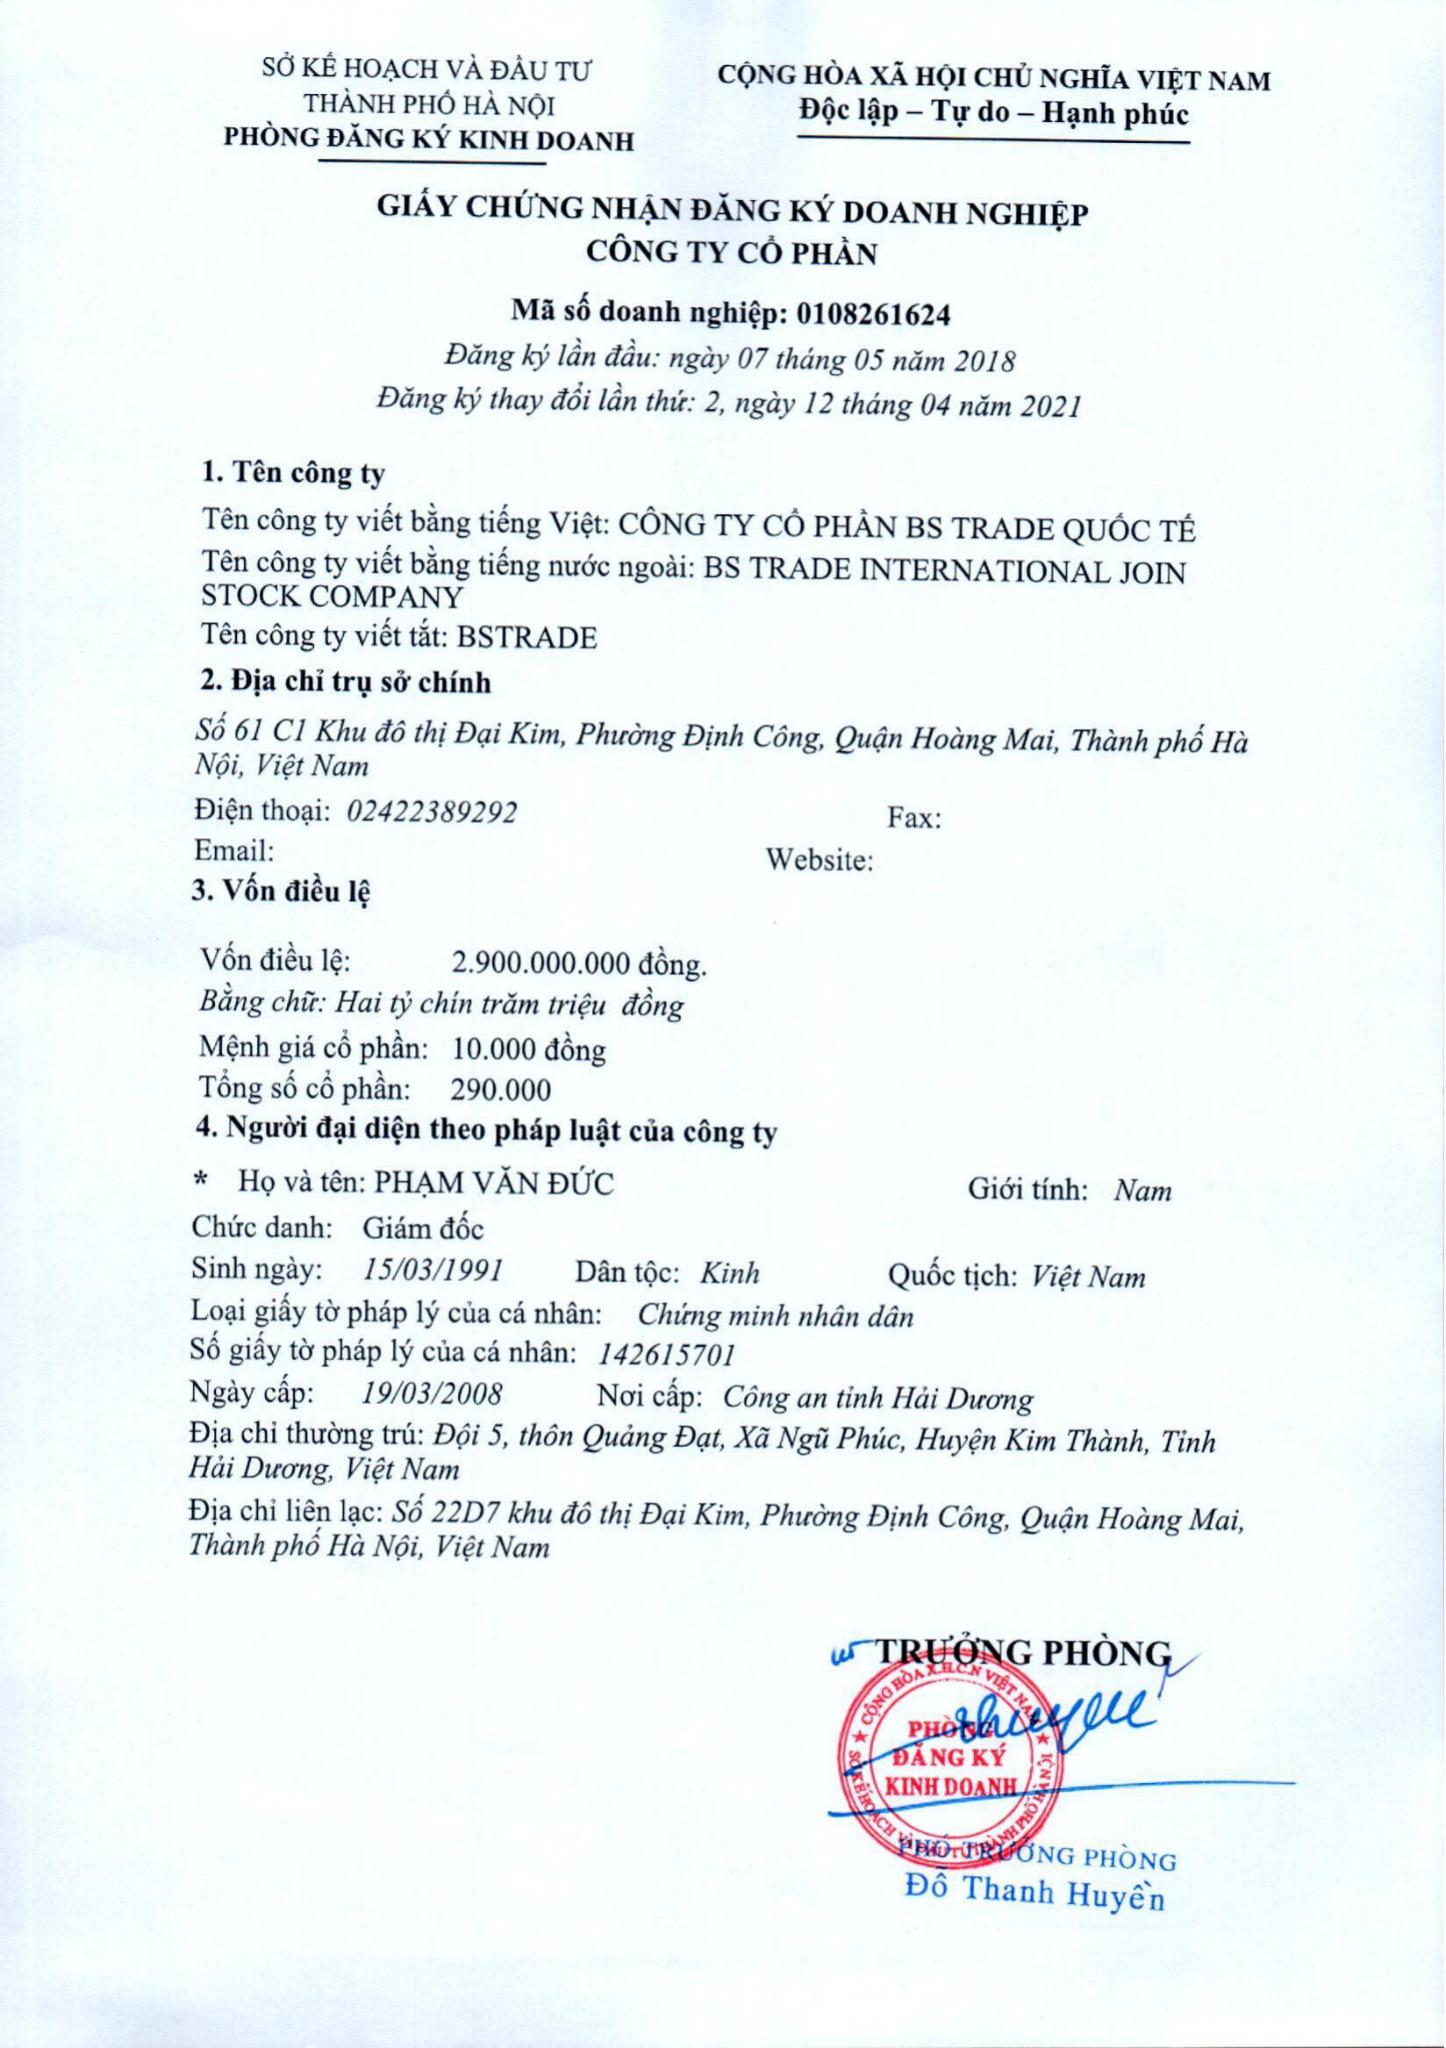 SỞ KẾ HOẠCH VÀ ĐẦU TƯ
THÀNH PHỐ HÀ NỘI
PHÒNG ĐĂNG KÝ KINH DOANH
CỘNG HÒA XÃ HỘI CHỦ NGHĨA VIỆT NAM
Độc lập – Tự do – Hạnh phúc
GIẤY CHỨNG NHẬN ĐĂNG KÝ DOANH NGHIỆP
CÔNG TY CỔ PHẦN
Mã số doanh nghiệp: 0108261624
Đăng ký lần đầu: ngày 07 tháng 05 năm 2018
Đăng ký thay đổi lần thứ: 2, ngày 12 tháng 04 năm 2021
1. Tên công ty
Tên công ty viết bằng tiếng Việt: CÔNG TY CỔ PHẦN BS TRADE QUỐC TẾ
Tên công ty viết bằng tiếng nước ngoài: BS TRADE INTERNATIONAL JOIN
STOCK COMPANY
Tên công ty viết tắt: BSTRADE
2. Địa chỉ trụ sở chính
Số 61 C1 Khu đô thị Đại Kim, Phường Định Công, Quận Hoàng Mai, Thành phố Hà
Nội, Việt Nam
Điện thoại: 02422389292 Fax:
Email: Website:
3. Vốn điều lệ
Vốn điều lệ: 2.900.000.000 đồng.
Bằng chữ: Hai tỷ chín trăm triệu đồng
Mệnh giá cổ phần: 10.000 đồng
Tổng số cổ phần: 290.000
4. Người đại diện theo pháp luật của công ty
* Họ và tên: PHẠM VĂN ĐỨC Giới tính: Nam
Chức danh: Giám đốc
Sinh ngày: 15/03/1991 Dân tộc: Kinh Quốc tịch: Việt Nam
Loại giấy tờ pháp lý của cá nhân: Chứng minh nhân dân
Số giấy tờ pháp lý của cá nhân: 142615701
Ngày cấp: 19/03/2008 Nơi cấp: Công an tỉnh Hải Dương
Địa chỉ thường trú: Đội 5, thôn Quảng Đạt, Xã Ngũ Phúc, Huyện Kim Thành, Tỉnh
Hải Dương, Việt Nam
Địa chỉ liên lạc: Số 22D7 khu đô thị Đại Kim, Phường Định Công, Quận Hoàng Mai,
Thành phố Hà Nội, Việt Nam
TRƯỞNG PHÒNG
CỘNG HÒA X.H.C.N VIỆT NAM
PHÒNG
ĐĂNG KÝ
KINH DOANH
SỞ KẾ HOẠCH VÀ ĐẦU TƯ THÀNH PHỐ HÀ NỘI
PHÓ TRƯỞNG PHÒNG
Đỗ Thanh Huyền